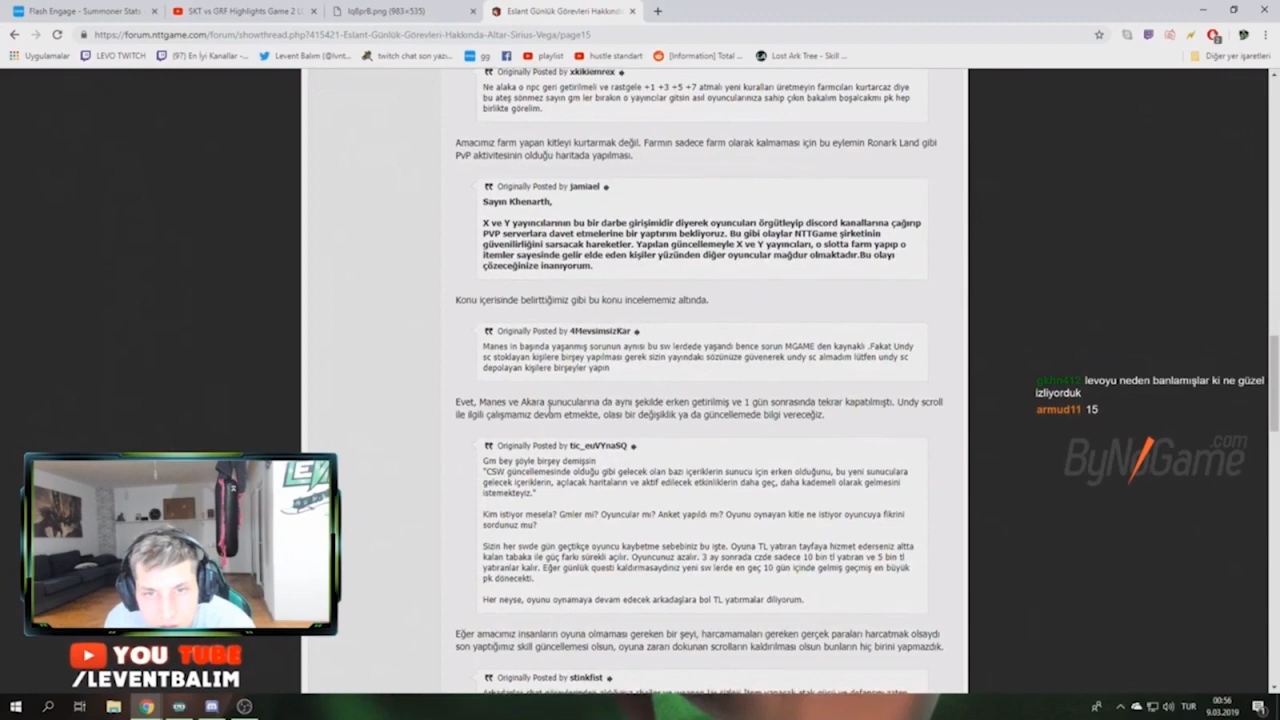 Flash Engage - Summoner Stats
SKT vs GRF Highlights Game 2 L
Iq8pr8.png (983×535)
Eslant Günlük Görevleri Hakkınd
https://forum.nttgame.com/forum/showthread.php?415421-Eslant-Günlük-Görevleri-Hakkında-Altar-Sirius-Vega/page15
Uygulamalar
LEVO TWITCH
(97) En İyi Kanallar -...
Levent Balım (@lvnt...
twitch chat son yazı...
gg
playlist
hustle standart
[Information] Total ...
Lost Ark Tree - Skill ...
Diğer yer işaretleri
Originally Posted by xkikiemrex
Ne alaka o npc geri getirilmeli ve rastgele +1 +3 +5 +7 atmalı yeni kuralları üretmeyin farmcıları kurtarcaz diye
bu ateş sönmez sayın gm ler bırakın o yayıncılar gitsin asıl oyuncularınıza sahip çıkın bakalım boşalcakmı pk hep
birlikte görelim.
Amacımız farm yapan kitleyi kurtarmak değil. Farmın sadece farm olarak kalmaması için bu eylemin Ronark Land gibi
PvP aktivitesinin olduğu haritada yapılması.
Originally Posted by Jamiael
Sayın Khenarth,
X ve Y yayıncılarının bu bir darbe girişimidir diyerek oyuncuları örgütleyip discord kanallarına çağırıp
PVP serverlara davet etmelerine bir yaptırım bekliyoruz. Bu gibi olaylar NTTGame şirketinin
güvenilirliğini sarsacak hareketler. Yapılan güncellemeyle X ve Y yayıncıları, o slotta farm yapıp o
itemler sayesinde gelir elde eden kişiler yüzünden diğer oyuncular mağdur olmaktadır.Bu olayı
çözeceğinize inanıyorum.
Konu içerisinde belirttiğimiz gibi bu konu incelememiz altında.
Originally Posted by 4MevsimsizKar
Manes in başında yaşanmış sorunun aynısı bu sw lerdede yaşandı bence sorun MGAME den kaynaklı .Fakat Undy
sc stoklayan kişilere birşey yapılması gerek sizin yayındaki sözünüze güvenerek undy sc almadım lütfen undy sc
depolayan kişilere birşeyler yapın
Evet, Manes ve Akara sunucularına da aynı şekilde erken getirilmiş ve 1 gün sonrasında tekrar kapatılmıştı. Undy scroll
ile ilgili çalışmamız devam etmekte, olası bir değişiklik ya da güncellemede bilgi vereceğiz.
Originally Posted by tic_euVYnaSQ
Gm bey şöyle birşey demişsin
"CSW güncellemesinde olduğu gibi gelecek olan bazı içeriklerin sunucu için erken olduğunu, bu yeni sunuculara
gelecek içeriklerin, açılacak haritaların ve aktif edilecek etkinliklerin daha geç, daha kademeli olarak gelmesini
istemekteyiz."
Kim istiyor mesela? Gmler mi? Oyuncular mı? Anket yapıldı mı? Oyunu oynayan kitle ne istiyor oyuncuya fikrini
sordunuz mu?
Sizin her swde gün geçtikçe oyuncu kaybetme sebebiniz bu işte. Oyuna TL yatıran tayfaya hizmet ederseniz altta
kalan tabaka ile güç farkı sürekli açılır. Oyuncunuz azalır. 3 ay sonrada czde sadece 10 bin tl yatıran ve 5 bin tl
yatıranlar kalır. Eğer günlük questi kaldırmasaydınız yeni sw lerde en geç 10 gün içinde gelmiş geçmiş en büyük
pk dönecekti.
Her neyse, oyunu oynamaya devam edecek arkadaşlara bol TL yatırmalar diliyorum.
Eğer amacımız insanların oyuna olmaması gereken bir şeyi, harcamamaları gereken gerçek paraları harcatmak olsaydı
son yaptığımız skill güncellemesi olsun, oyuna zararı dokunan scrolların kaldırılması olsun bunların hiç birini yapmazdık.
Originally Posted by stinkfist
gkhn412 levoyu neden banlamışlar ki ne güzel
izliyorduk
armud11 15
ByNoGame.com
YOU TUBE
/LEVENTBALIM
TUR
00:56
9.03.2019